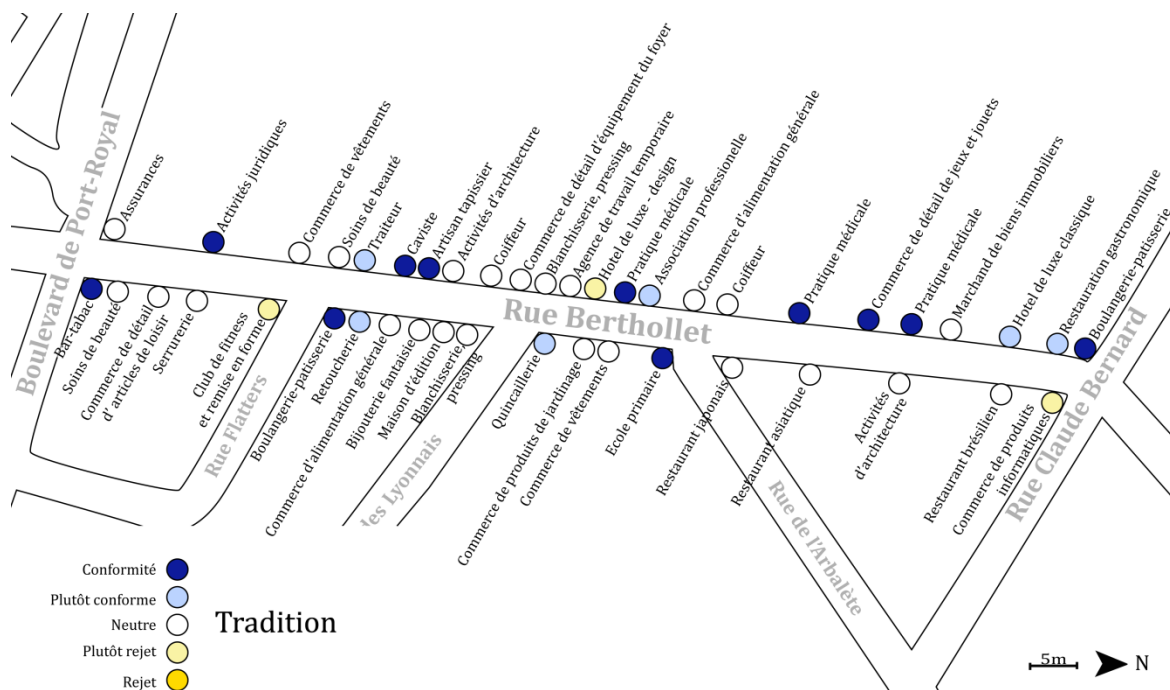 Boulevard de Port-Royal
Assurances
Activités juridiques
Commerce de vêtements
Soins de beauté
Traiteur
Caviste
Artisan tapissier
Activités d'architecture
Coiffeur
Commerce de détail d'équipement du foyer
Blanchisserie, pressing
Agence de travail temporaire
Hotel de luxe - design
Pratique médicale
Association professionelle
Commerce d'alimentation générale
Coiffeur
Pratique médicale
Commerce de détail de jeux et jouets
Pratique médicale
Marchand de biens immobiliers
Hotel de luxe classique
Restauration gastronomique
Boulangerie-patisserie
Rue Berthollet
Bar-tabac
Soins de beauté
Commerce de détail
d' articles de loisir
Serrurerie
Club de fitness
et remise en forme
Rue Flatters
Boulangerie-patisserie
Retoucherie
Commerce d'alimentation générale
Bijouterie fantaisie
Maison d'édition
Blanchisserie
pressing
des Lyonnais
Quincaillerie
Commerce de produits de jardinage
Commerce de vêtements
Ecole primaire
Restaurant japonais
Rue de l'Arbalète
Restaurant asiatique
Activités
d'architecture
Restaurant brésilien
Commerce de produits
informatiques
Rue Claude Bernard
Conformité
Plutôt conforme
Neutre
Plutôt rejet
Rejet
Tradition
5m
N